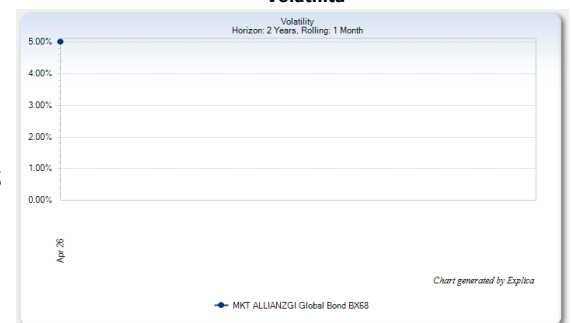 Volatility
Horizon: 2 Years, Rolling: 1 Month
5.00%
4.00%
3.00%
2.00%
1.00%
0.00%
Apr 26
Chart generated by Explica
MKT ALLIANZGI Global Bond BX68